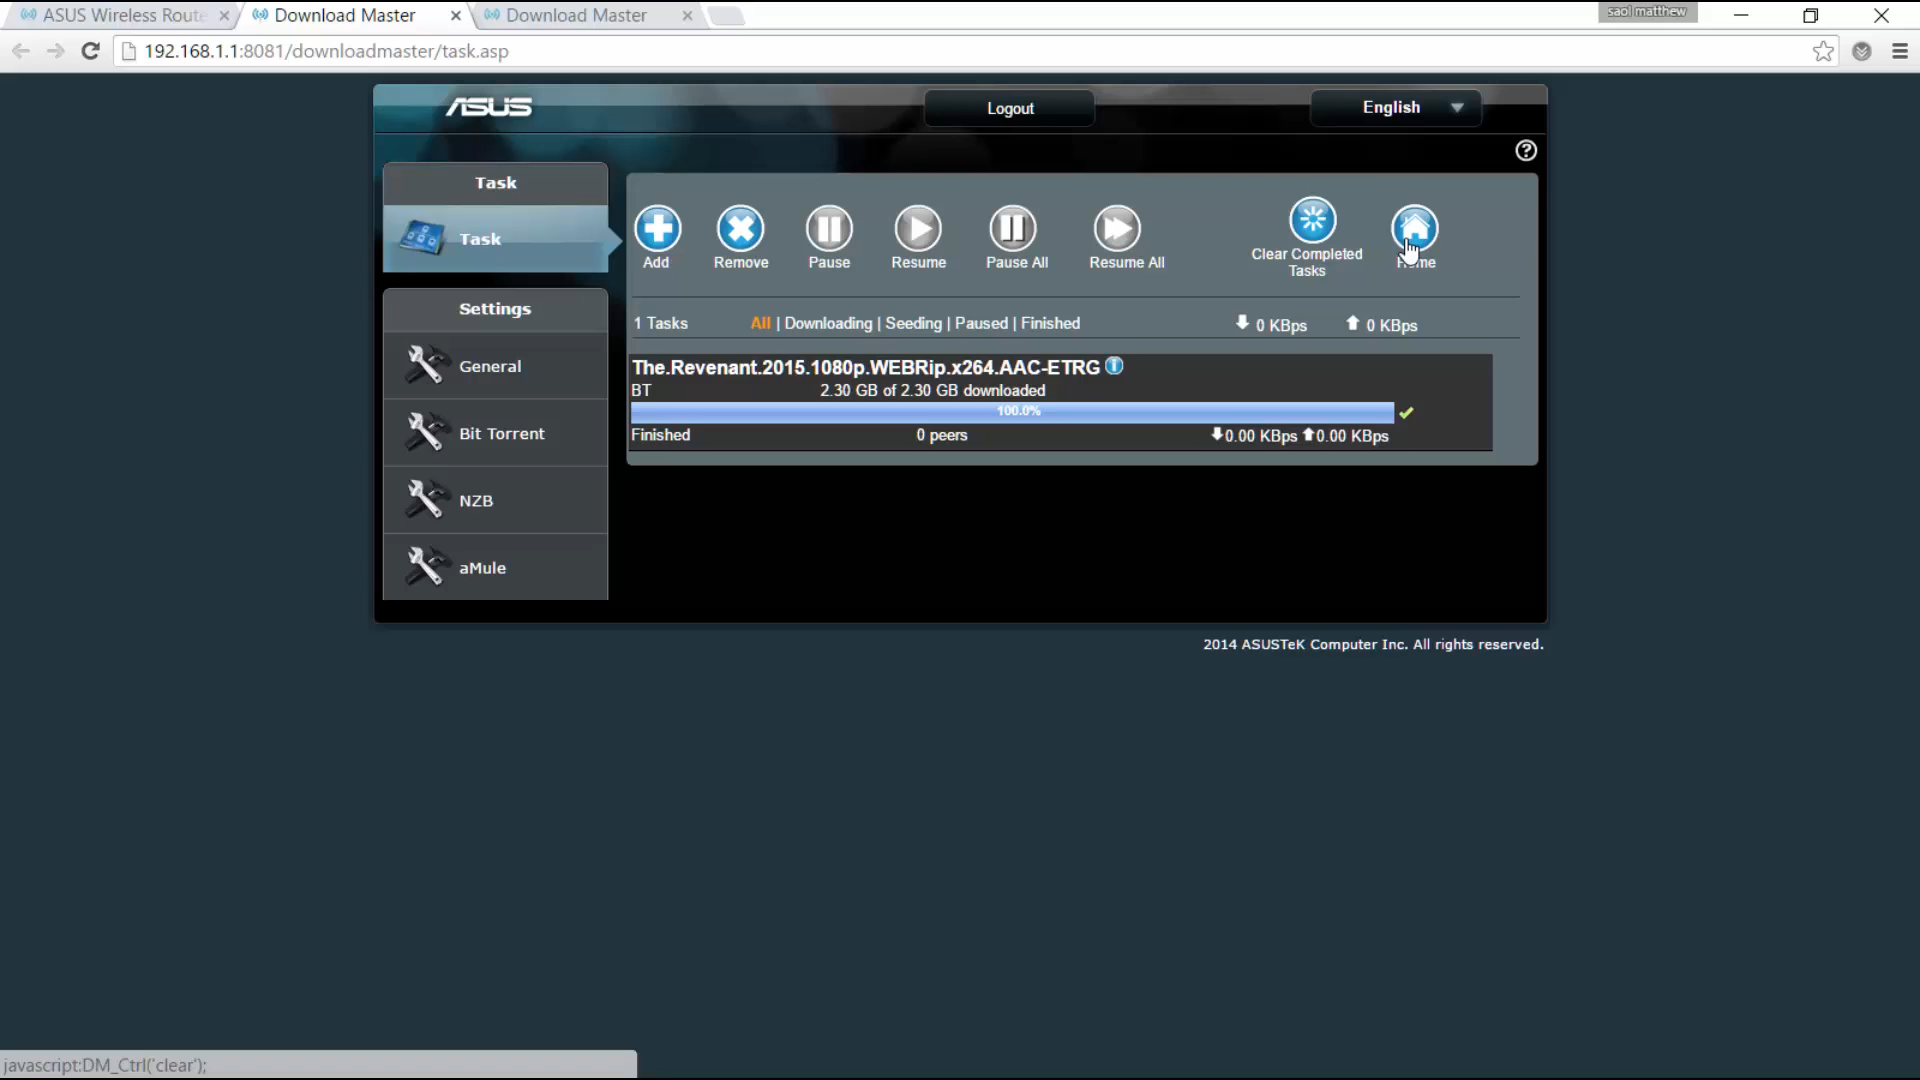 ASUS Wireless Route
Download Master
Download Master
saol matthew
192.168.1.1:8081/downloadmaster/task.asp
ASUS
Logout
English
Task
Task
Settings
General
Bit Torrent
NZB
aMule
Add
Remove
Pause
Resume
Pause All
Resume All
Clear Completed
Tasks
Home
1 Tasks All | Downloading | Seeding | Paused | Finished 0 KBps 0 KBps
The.Revenant.2015.1080p.WEBRip.x264.AAC-ETRG
BT 2.30 GB of 2.30 GB downloaded
100.0%
Finished 0 peers 0.00 KBps 0.00 KBps
2014 ASUSTeK Computer Inc. All rights reserved.
javascript:DM_Ctrl('clear');